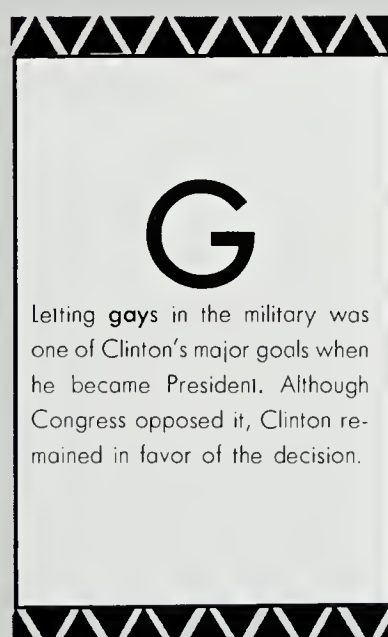 G
Letting gays in the military was
one of Clinton's major goals when
he became President. Although
Congress opposed it, Clinton re-
mained in favor of the decision.